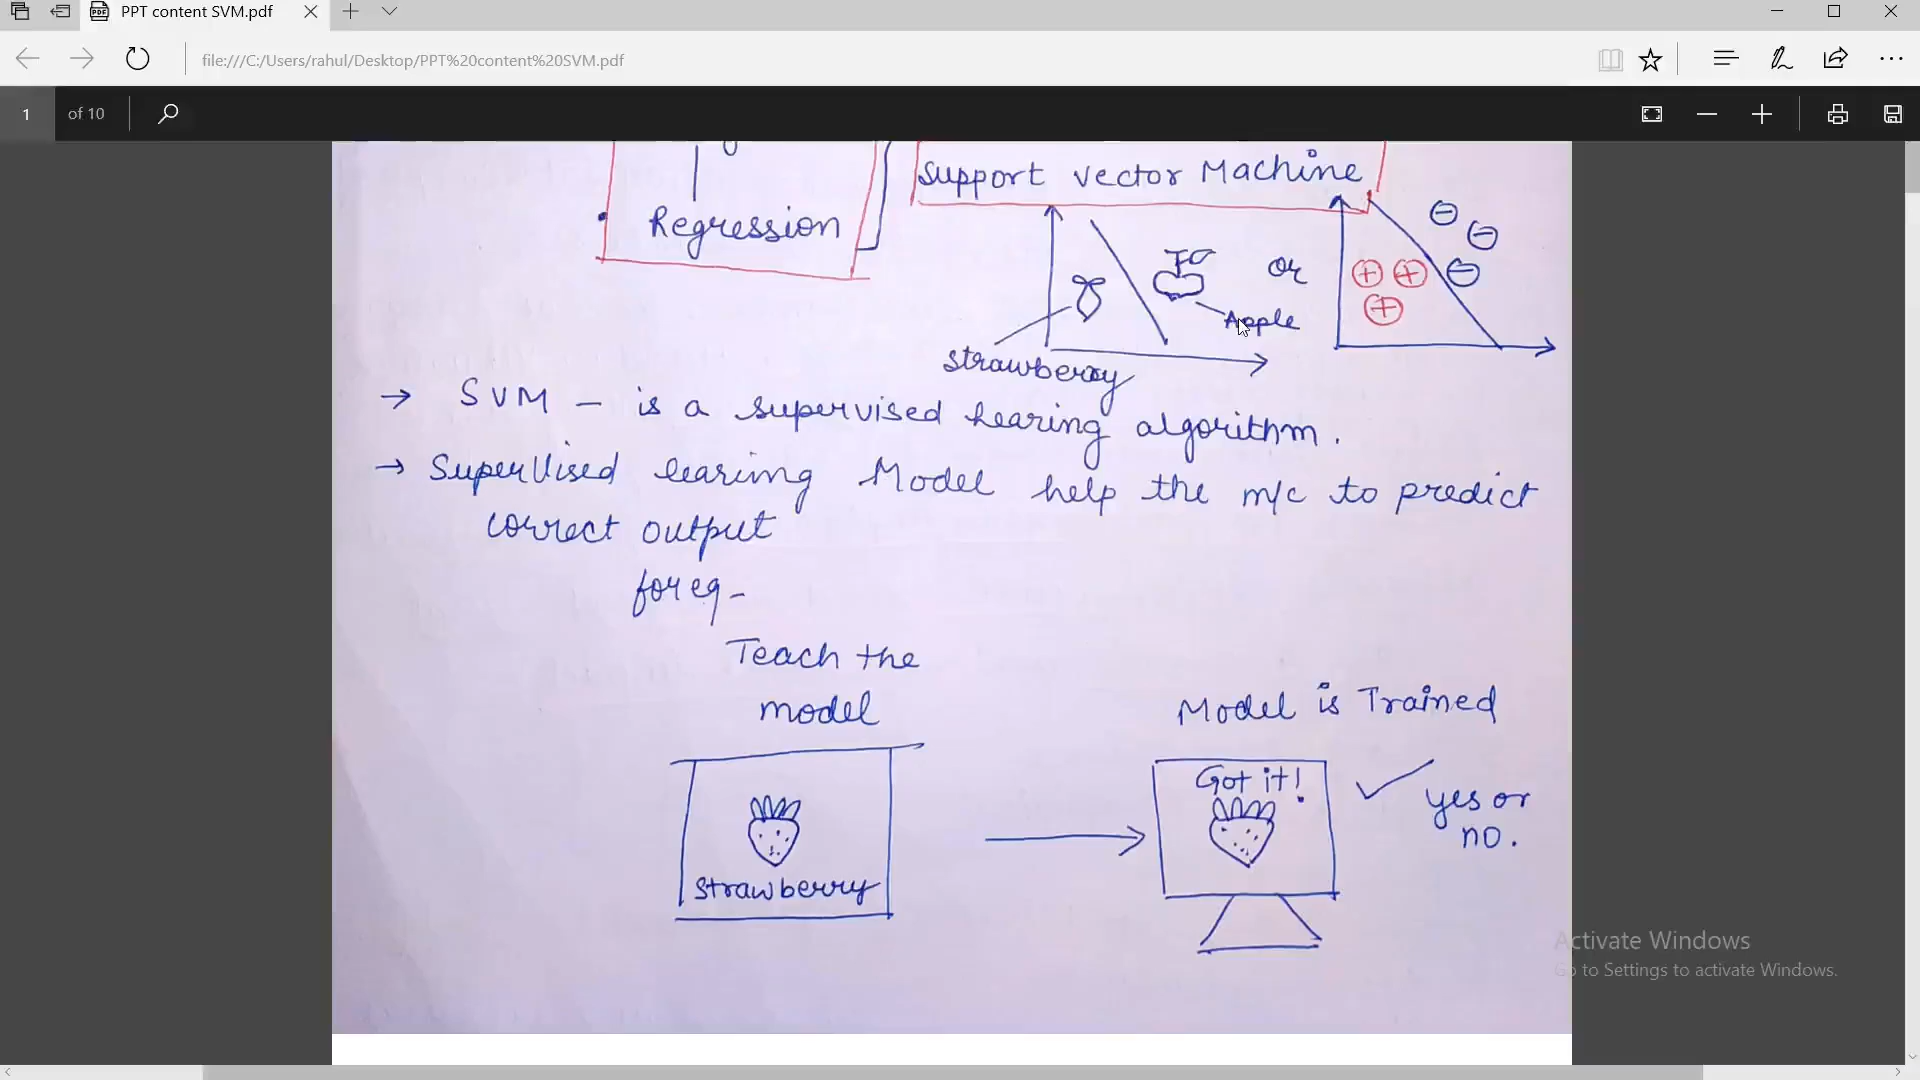 PPT content SVM.pdf
file:///C:/Users/rahul/Desktop/PPT%20content%20SVM.pdf
1 of 10
Support Vector Machine
Regression
or
Apple
Strawberry
→ SVM - is a supervised hearing algorithm.
→ Supervised learing Model help the m/c to predict
correct output
for eg -
Teach the
model
Model is Trained
Got it!
yes or
no.
Strawberry
Activate Windows
Go to Settings to activate Windows.